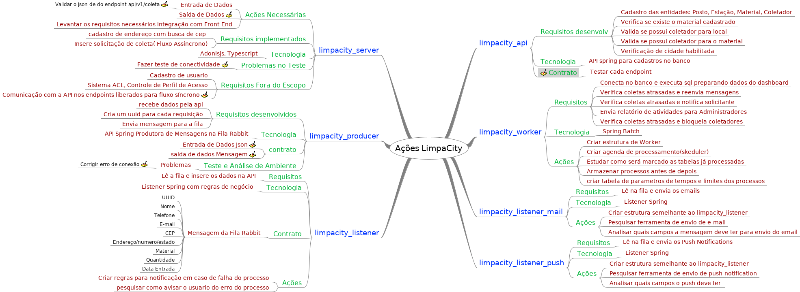 Validar o json de do endpoint api/v1/coleta
Entrada de Dados
Saída de Dados
Ações Necessárias
Levantar os requisitos necessários integração com Front End
cadastro de endereço com busca de cep
Requisitos implementados
Insere solicitação de coleta( Fluxo Assincrono)
AdonisJs, Typescript
Tecnologia
Fazer teste de conectividade
Problemas no Teste
limpacity_server
Cadastro de usuario
Sistema ACL, Controle de Perfil de Acesso
Requisitos Fora do Escopo
Comunicação com a API nos endpoints liberados para fluxo síncrono
recebe dados pela api
Cria um uuid para cada requisição
Requisitos desenvolvidos
Envia mensagem para a fila
API Spring Produtora de Mensagens na Fila Rabbit
Tecnologia
limpacity_producer
Entrada de Dados json
contrato
saída de dados Mensagem
Corrigir erro de conexão
Problemas
Teste e Análise de Ambiente
Lê a fila e insere os dados na API
Requisitos
Listener Spring com regras de negócio
Tecnologia
UUID
Nome
Telefone
E-mail
CEP
Endereço/numero/estado
Material
Quantidade
Data Entrada
Mensagem da Fila Rabbit
Contrato
limpacity_listener
Criar regras para notificação em caso de falha do processo
Ações
pesquisar como avisar o usuario do erro do processo
Ações LimpaCity
limpacity_api
Requisitos desenvolv
Cadastro das entidades: Posto, Estação, Material, Coletador
Verifica se existe o material cadastrado
Valida se possui coletador para local
Valida se possui coletador para o material
Verificação de cidade habilitada
Tecnologia
API spring para cadastros no banco
Contrato
Testar cada endpoint
limpacity_worker
Requisitos
Conecta no banco e executa sql preparando dados do dashboard
Verifica coletas atrasadas e reenvia mensagens
Verifica coletas atrasadas e notifica solicitante
Envia relatório de atividades para Administradores
Verifica coletas atrasadas e bloqueia coletadores
Tecnologia
Spring Batch
Ações
Criar estrutura de Worker
Criar agenda de processamento(skeduler)
Estudar como será marcado as tabelas já processadas
Armazenar processos antes de depois
criar tabela de parametros de tempos e limites dos processos
limpacity_listener_mail
Requisitos
Lê na fila e envia os emails
Tecnologia
Listener Spring
Ações
Criar estrutura semelhante ao limpacity_listener
Pesquisar ferramenta de envio de e-mail
Analisar quais campos a mensagem deve ter para envio do email
limpacity_listener_push
Requisitos
Lê na fila e envia os Push Notifications
Tecnologia
Listener Spring
Ações
Criar estrutura semelhante ao limpacity_listener
Pesquisar ferramenta de envio de push notification
Analisar quais campos o push deve ter